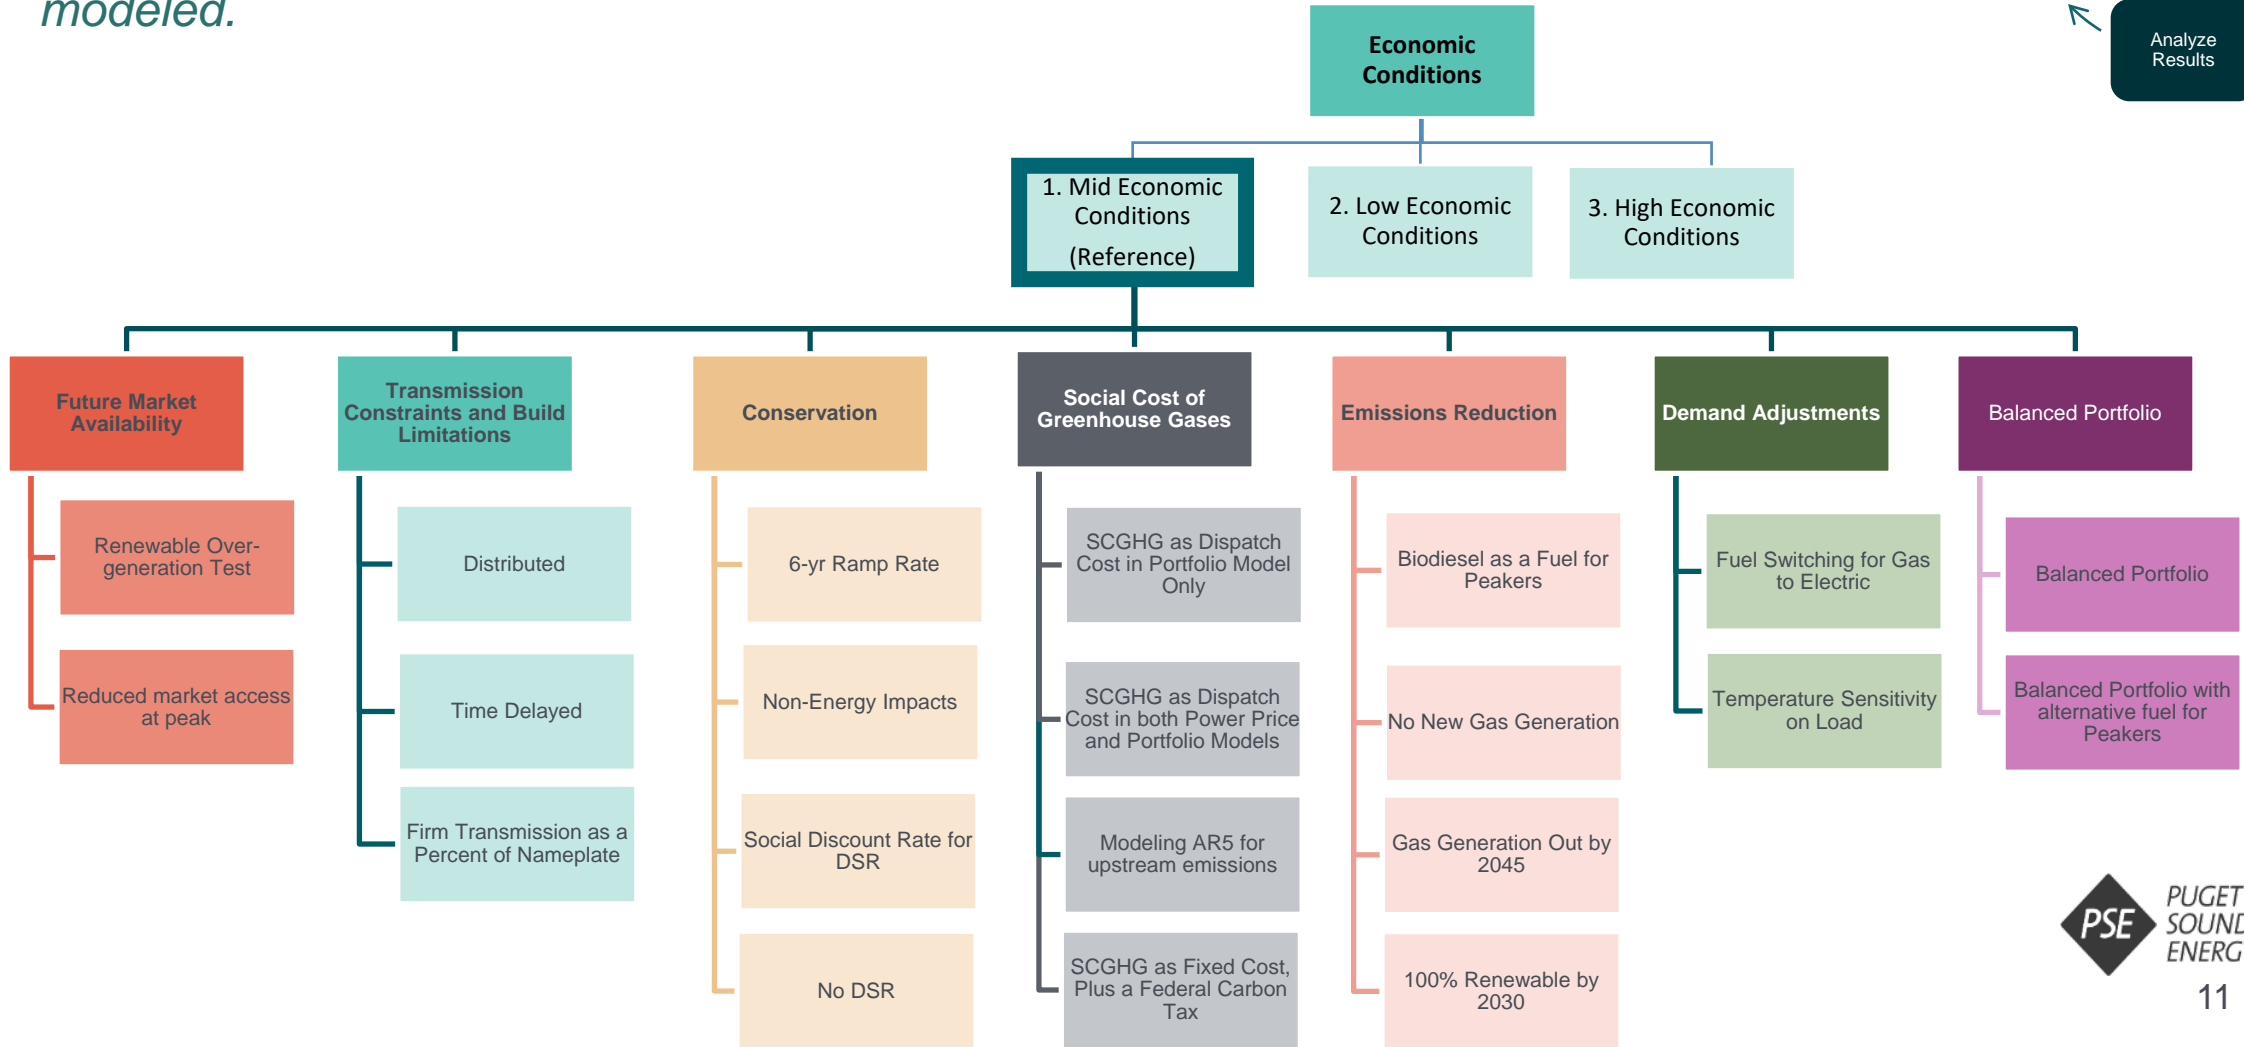 modeled.
Analyze
Results
Economic
Conditions
1. Mid Economic
Conditions
(Reference)
2. Low Economic
Conditions
3. High Economic
Conditions
Future Market
Availability
Renewable Over-
generation Test
Reduced market access
at peak
Transmission
Constraints and Build
Limitations
Distributed
Time Delayed
Firm Transmission as a
Percent of Nameplate
Conservation
6-yr Ramp Rate
Non-Energy Impacts
Social Discount Rate for
DSR
No DSR
Social Cost of
Greenhouse Gases
SCGHG as Dispatch
Cost in Portfolio Model
Only
SCGHG as Dispatch
Cost in both Power Price
and Portfolio Models
Modeling AR5 for
upstream emissions
SCGHG as Fixed Cost,
Plus a Federal Carbon
Tax
Emissions Reduction
Biodiesel as a Fuel for
Peakers
No New Gas Generation
Gas Generation Out by
2045
100% Renewable by
2030
Demand Adjustments
Fuel Switching for Gas
to Electric
Temperature Sensitivity
on Load
Balanced Portfolio
Balanced Portfolio
Balanced Portfolio with
alternative fuel for
Peakers
PSE
PUGET
SOUND
ENERG
11